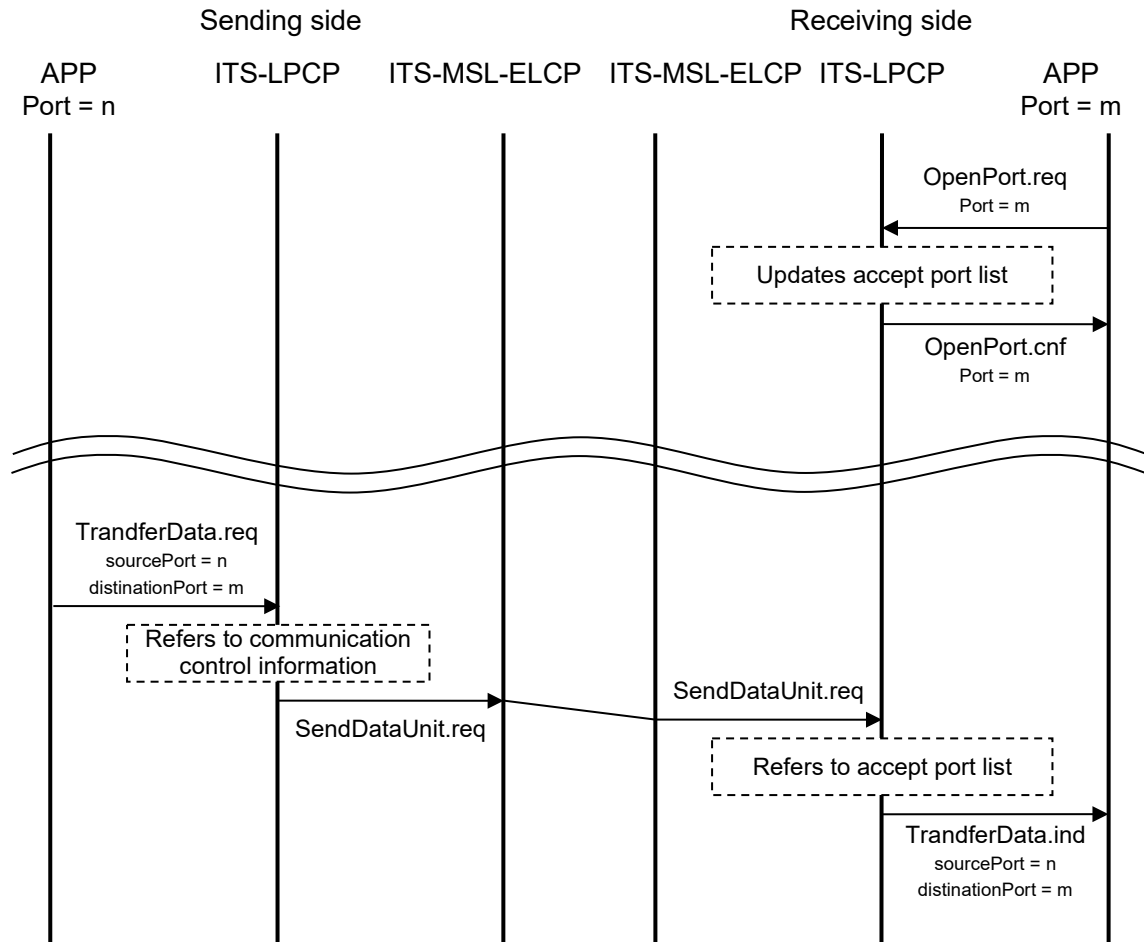 Sending side
Receiving side
APP
Port = n
ITS-LPCP
ITS-MSL-ELCP
ITS-MSL-ELCP
ITS-LPCP
APP
Port = m
OpenPort.req
Port = m
Updates accept port list
OpenPort.cnf
Port = m
TrandferData.req
sourcePort = n
distinationPort = m
Refers to communication
control information
SendDataUnit.req
SendDataUnit.req
Refers to accept port list
TrandferData.ind
sourcePort = n
distinationPort = m